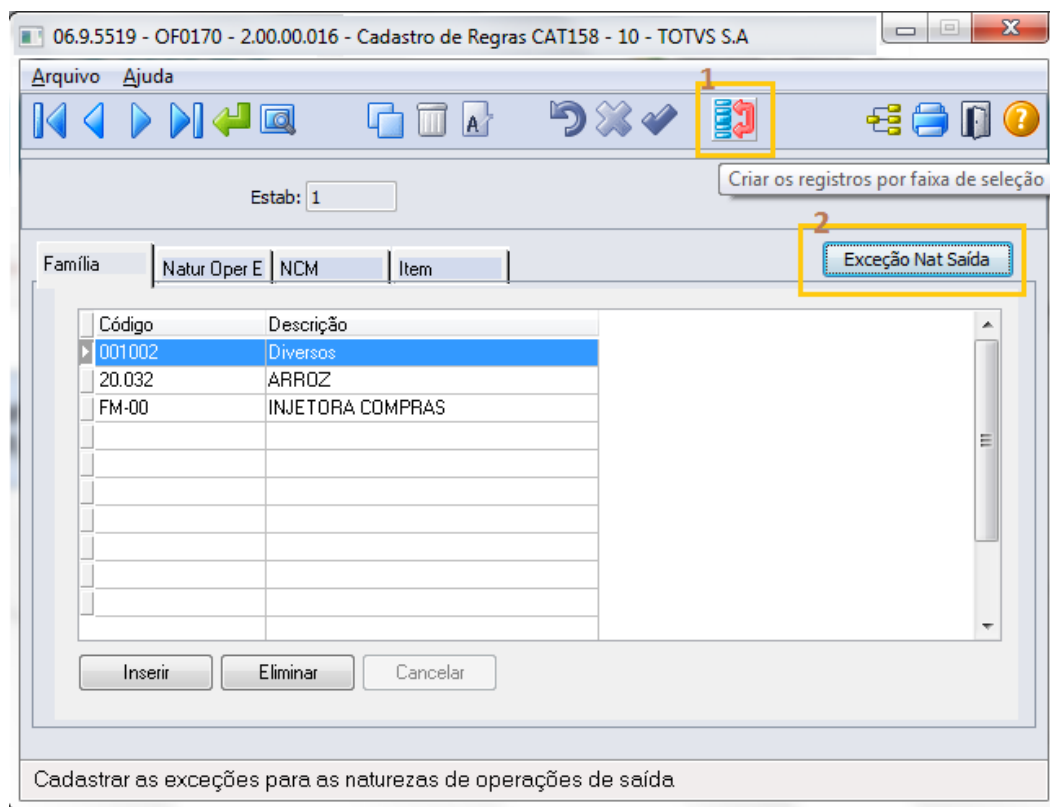 06.9.5519 - OF0170 - 2.00.00.016 - Cadastro de Regras CAT158 - 10 - TOTVS S.A
Arquivo Ajuda
1
A
?
Criar os registros por faixa de seleção
Estab: 1
2
Exceção Nat Saída
Família Natur Oper E NCM Item
Código Descrição
001002 Diversos
20.032 ARROZ
FM-00 INJETORA COMPRAS
Inserir Eliminar Cancelar
Cadastrar as exceções para as naturezas de operações de saída